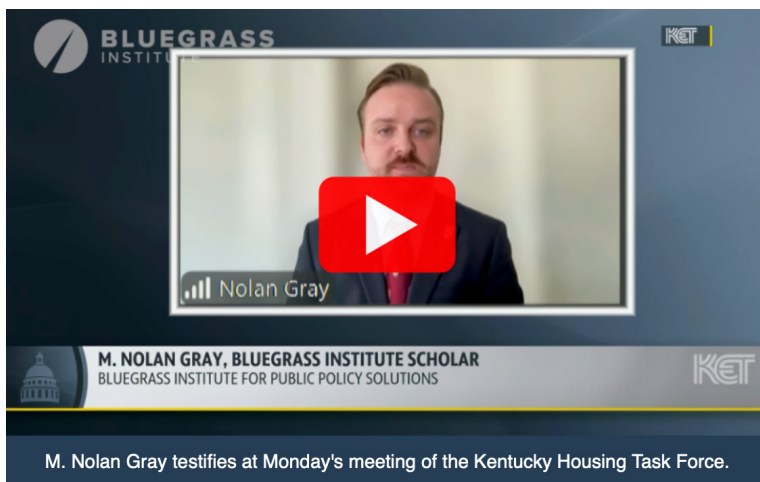 BLUEGRASS
INSTITUTE
KET
Nolan Gray
M. NOLAN GRAY, BLUEGRASS INSTITUTE SCHOLAR
BLUEGRASS INSTITUTE FOR PUBLIC POLICY SOLUTIONS
KET
M. Nolan Gray testifies at Monday's meeting of the Kentucky Housing Task Force.